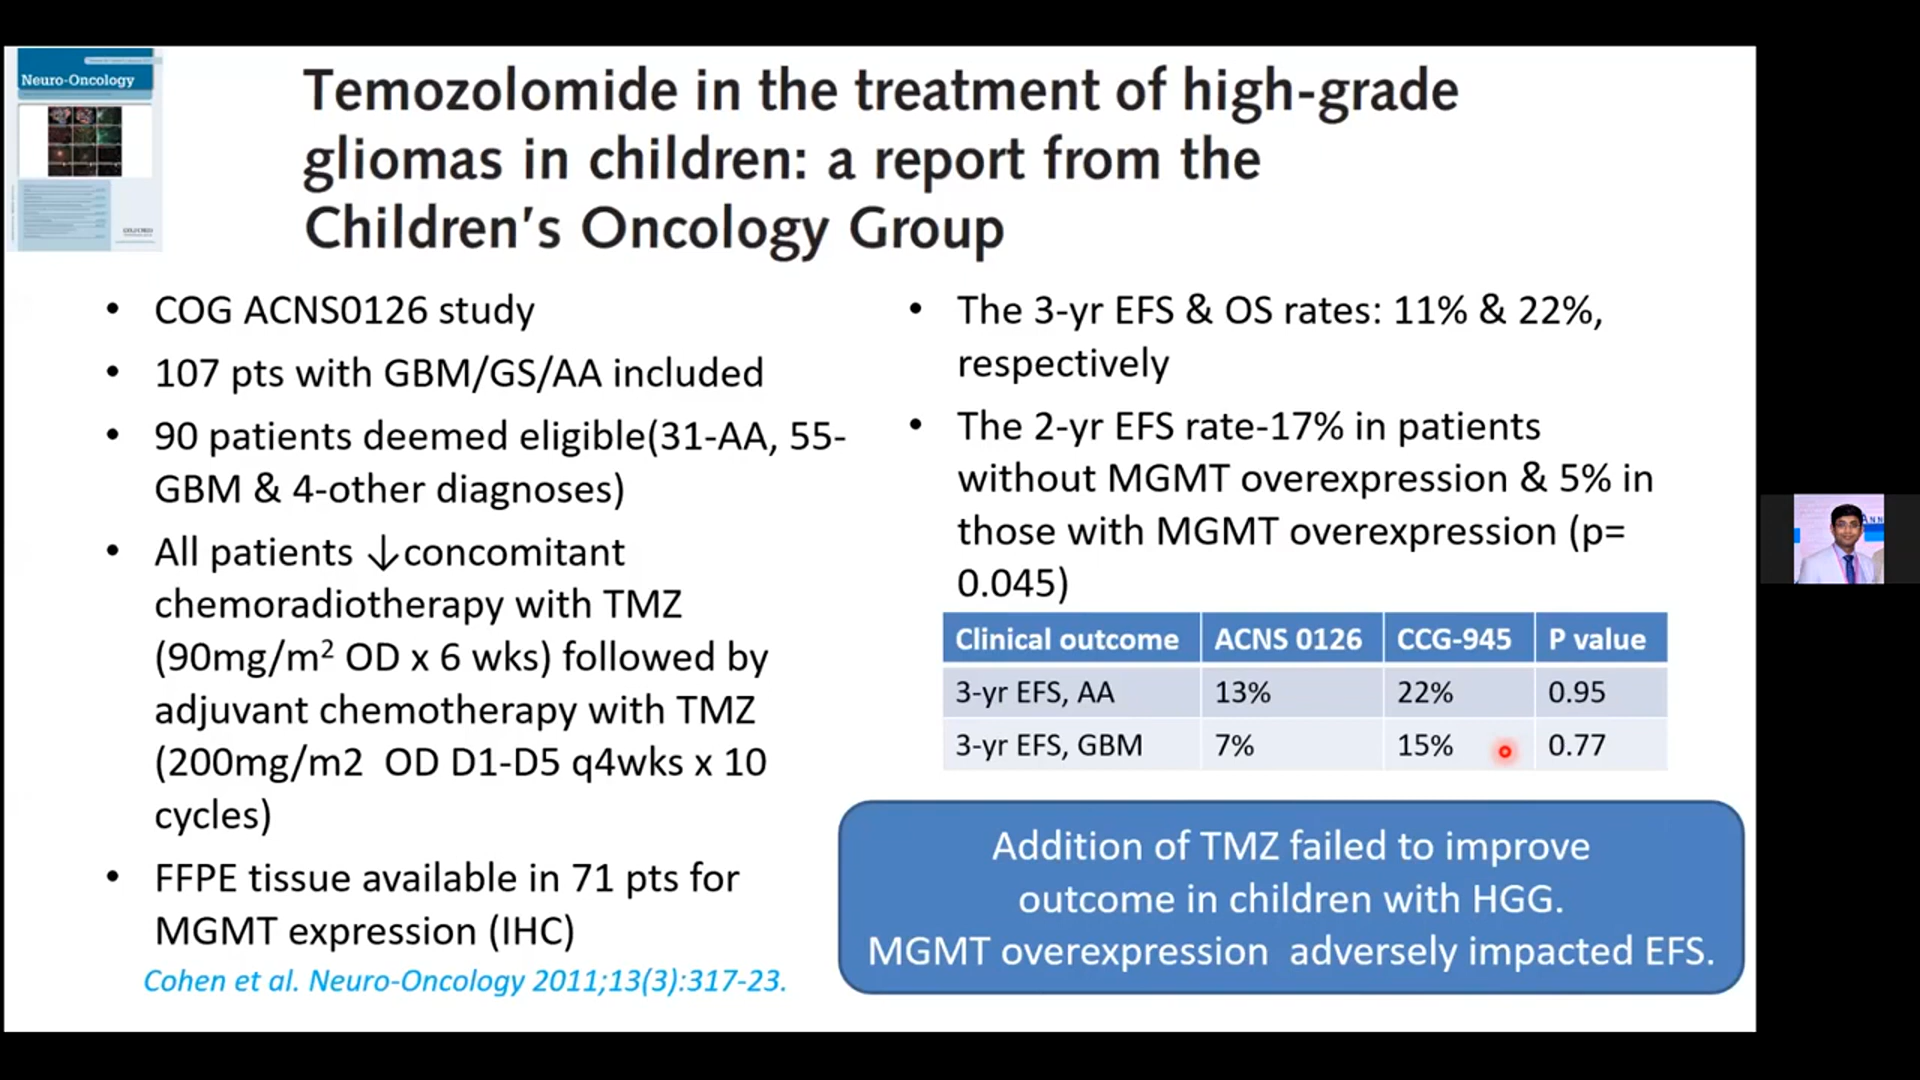 Neuro-Oncology
Temozolomide in the treatment of high-grade
gliomas in children: a report from the
Children's Oncology Group
• COG ACNS0126 study
• 107 pts with GBM/GS/AA included
• 90 patients deemed eligible(31-AA, 55-
GBM & 4-other diagnoses)
• All patients ↓concomitant
chemoradiotherapy with TMZ
(90mg/m² OD x 6 wks) followed by
adjuvant chemotherapy with TMZ
(200mg/m2 OD D1-D5 q4wks x 10
cycles)
• FFPE tissue available in 71 pts for
MGMT expression (IHC)
Cohen et al. Neuro-Oncology 2011;13(3):317-23.
• The 3-yr EFS & OS rates: 11% & 22%,
respectively
• The 2-yr EFS rate-17% in patients
without MGMT overexpression & 5% in
those with MGMT overexpression (p=
0.045)
Clinical outcome ACNS 0126 CCG-945 P value
3-yr EFS, AA 13% 22% 0.95
3-yr EFS, GBM 7% 15% 0.77
Addition of TMZ failed to improve
outcome in children with HGG.
MGMT overexpression adversely impacted EFS.